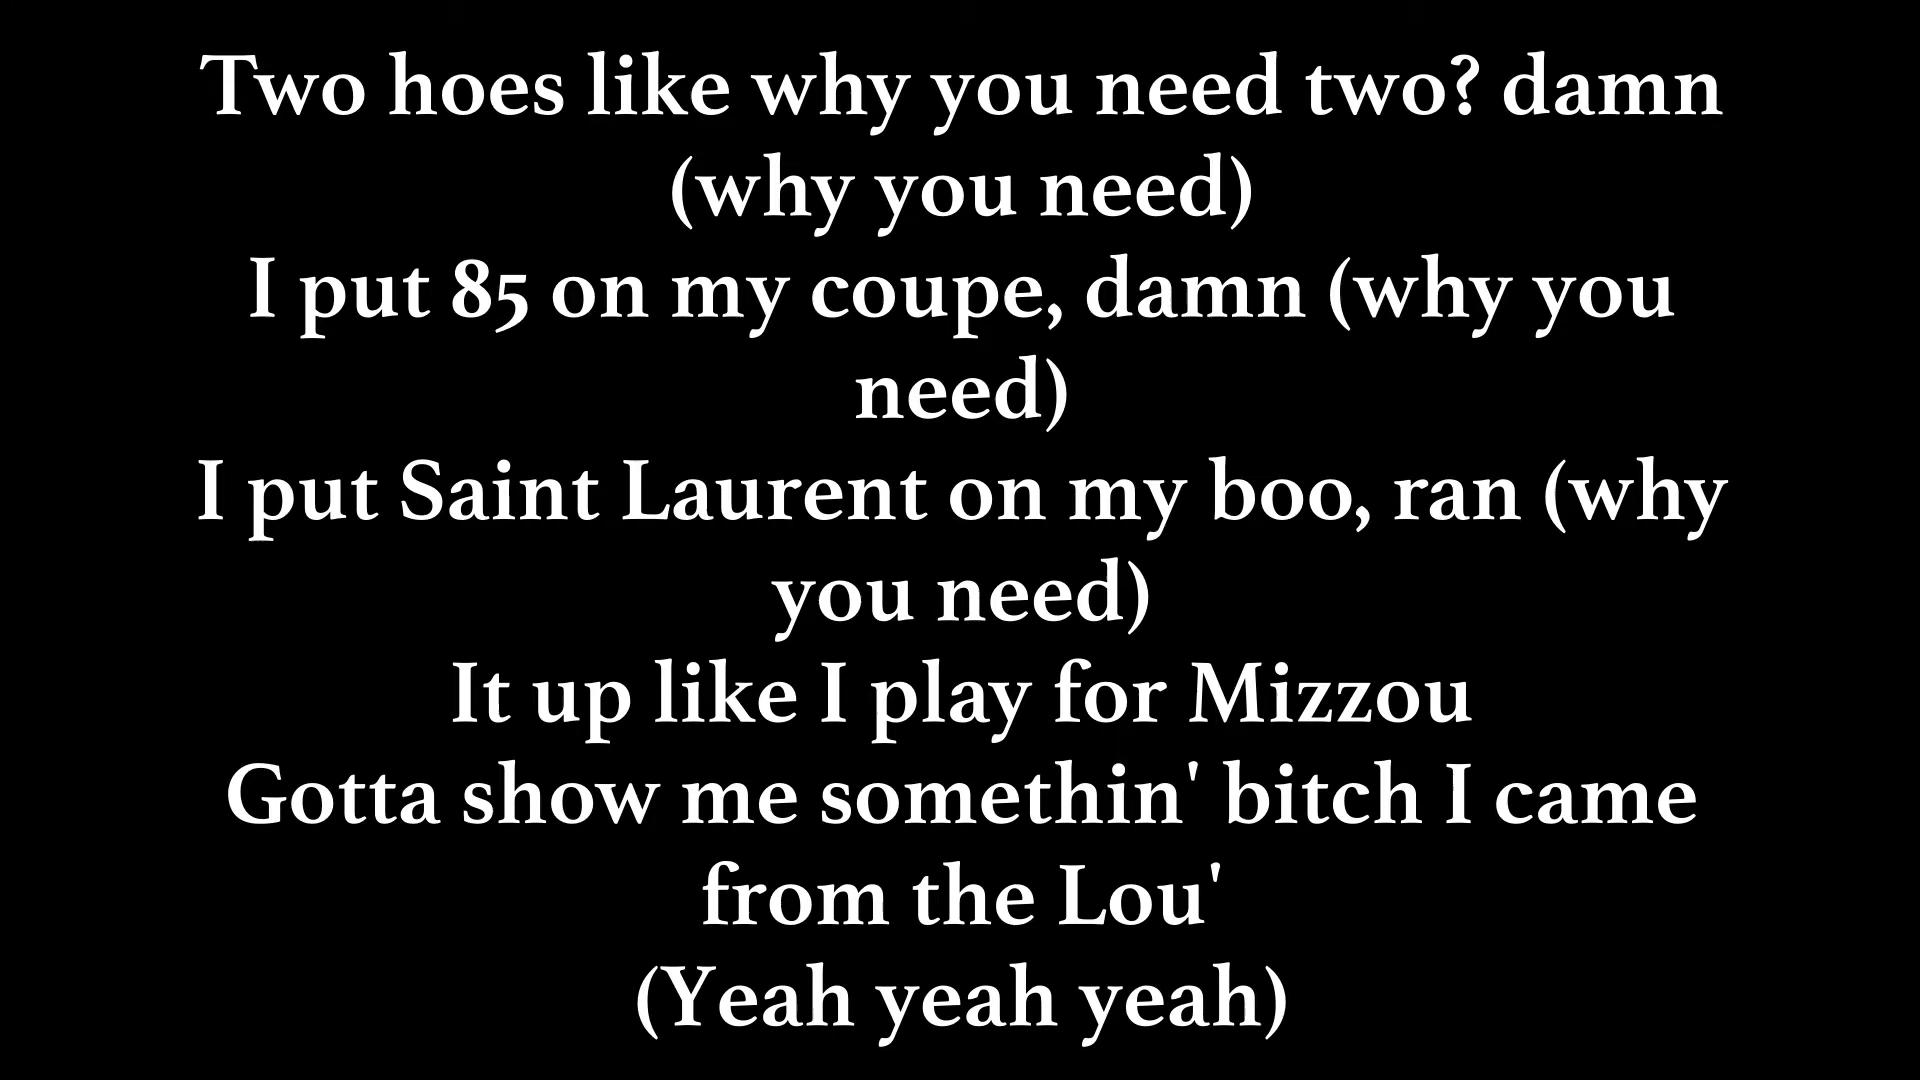 Two hoes like why you need two? damn
(why you need)
I put 85 on my coupe, damn (why you
need)
I put Saint Laurent on my boo, ran (why
you need)
It up like I play for Mizzou
Gotta show me somethin' bitch I came
from the Lou'
(Yeah yeah yeah)